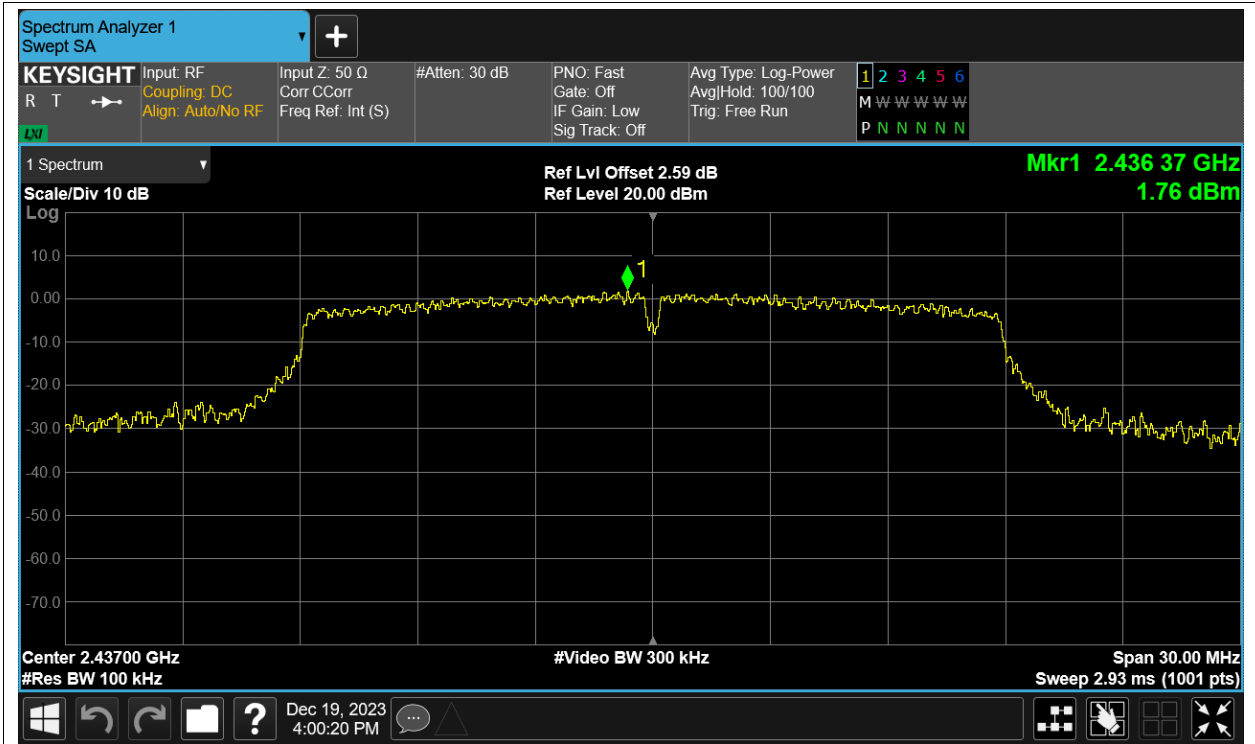 Spectrum Analyzer 1
Swept SA
+
KEYSIGHT
R T
LXI
Input: RF
Coupling: DC
Align: Auto/No RF
Input Z: 50 Ω
Corr CCorr
Freq Ref: Int (S)
#Atten: 30 dB
PNO: Fast
Gate: Off
IF Gain: Low
Sig Track: Off
Avg Type: Log-Power
Avg|Hold: 100/100
Trig: Free Run
1 2 3 4 5 6
M W W W W W
P N N N N N
1 Spectrum
Scale/Div 10 dB
Ref Lvl Offset 2.59 dB
Ref Level 20.00 dBm
Mkr1 2.436 37 GHz
1.76 dBm
Log
10.0
0.00
-10.0
-20.0
-30.0
-40.0
-50.0
-60.0
-70.0
1
Center 2.43700 GHz
#Res BW 100 kHz
#Video BW 300 kHz
Span 30.00 MHz
Sweep 2.93 ms (1001 pts)
?
Dec 19, 2023
4:00:20 PM